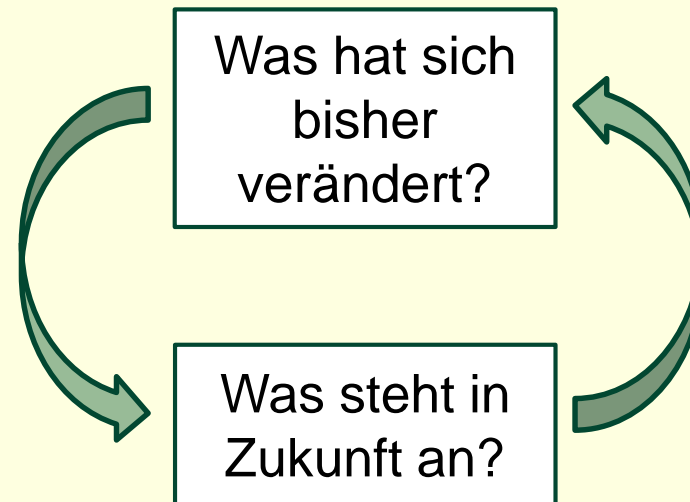 Was hat sich
bisher
verändert?
Was steht in
Zukunft an?